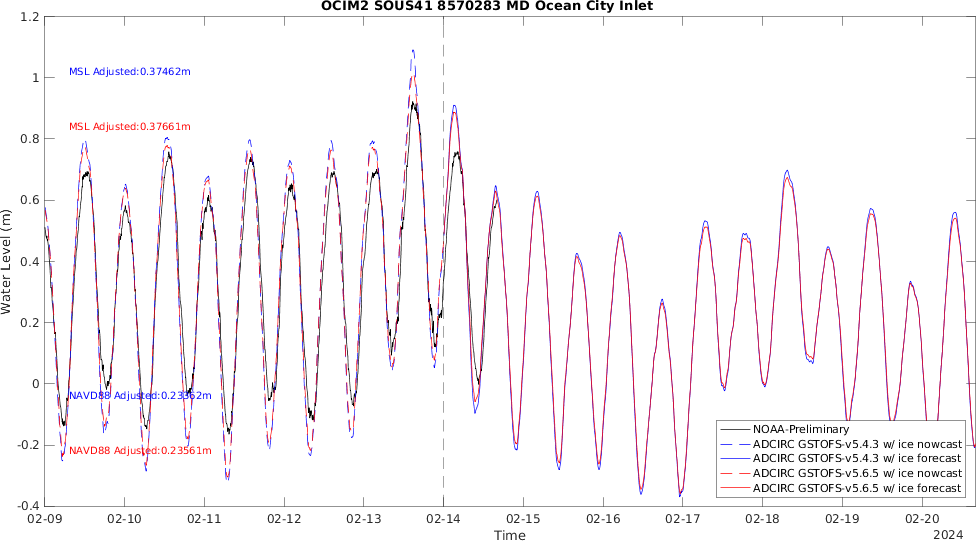 OCIM2 SOUS41 8570283 MD Ocean City Inlet
1.2
1
0.8
0.6
0.4
0.2
0
-0.2
-0.4
Water Level (m)
MSL Adjusted:0.37462m
MSL Adjusted:0.37661m
NAVD88 Adjusted:0.23362m
NAVD88 Adjusted:0.23561m
NOAA-Preliminary
ADCIRC GSTOFS-v5.4.3 w/ ice nowcast
ADCIRC GSTOFS-v5.4.3 w/ ice forecast
ADCIRC GSTOFS-v5.6.5 w/ ice nowcast
ADCIRC GSTOFS-v5.6.5 w/ ice forecast
02-09 02-10 02-11 02-12 02-13 02-14 02-15 02-16 02-17 02-18 02-19 02-20
Time
2024